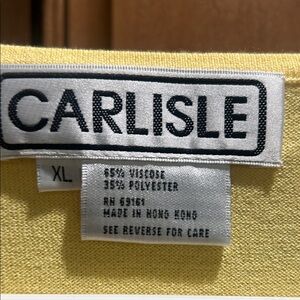 CARLISLE
XL
65% VISCOSE
35% POLYESTER
RN 69161
MADE IN HONG KONG
SEE REVERSE FOR CARE